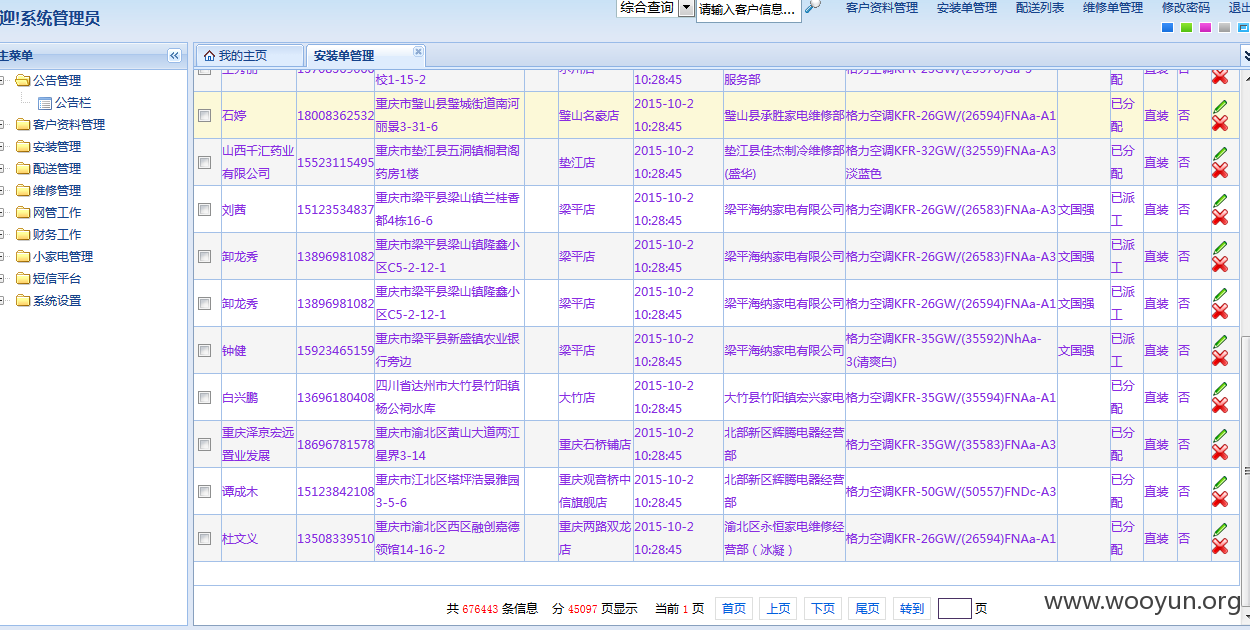 迎!系统管理员
综合查询 请输入客户信息... 客户资料管理 安装单管理 配送列表 维修单管理 修改密码 退出
主菜单
我的主页 安装单管理
公告管理
公告栏
客户资料管理
安装管理
配送管理
维修管理
网管工作
财务工作
小家电管理
短信平台
系统设置
校1-15-2 10:28:45 服务部 配 直装 否
石婷 18008362532 重庆市璧山县璧城街道南河丽景3-31-6 璧山名豪店 2015-10-2 10:28:45 璧山县承胜家电维修部 格力空调KFR-26GW/(26594)FNAa-A1 已分配 直装 否
山西千汇药业有限公司 15523115495 重庆市垫江县五洞镇桐君阁药房1楼 垫江店 2015-10-2 10:28:45 垫江县佳杰制冷维修部(盛华) 格力空调KFR-32GW/(32559)FNAa-A3淡蓝色 已分配 直装 否
刘茜 15123534837 重庆市梁平县梁山镇兰桂香都4栋16-6 梁平店 2015-10-2 10:28:45 梁平海纳家电有限公司 格力空调KFR-26GW/(26583)FNAa-A3 文国强 已派工 直装 否
卸龙秀 13896981082 重庆市梁平县梁山镇隆鑫小区C5-2-12-1 梁平店 2015-10-2 10:28:45 梁平海纳家电有限公司 格力空调KFR-26GW/(26583)FNAa-A3 文国强 已派工 直装 否
卸龙秀 13896981082 重庆市梁平县梁山镇隆鑫小区C5-2-12-1 梁平店 2015-10-2 10:28:45 梁平海纳家电有限公司 格力空调KFR-26GW/(26594)FNAa-A1 文国强 已派工 直装 否
钟健 15923465159 重庆市梁平县新盛镇农业银行旁边 梁平店 2015-10-2 10:28:45 梁平海纳家电有限公司 格力空调KFR-35GW/(35592)NhAa-3(清爽白) 文国强 已派工 直装 否
白兴鹏 13696180408 四川省达州市大竹县竹阳镇杨公祠水库 大竹店 2015-10-2 10:28:45 大竹县竹阳镇宏兴家电 格力空调KFR-35GW/(35594)FNAa-A1 已分配 直装 否
重庆泽京宏远置业发展 18696781578 重庆市渝北区黄山大道两江星界3-14 重庆石桥铺店 2015-10-2 10:28:45 北部新区辉腾电器经营部 格力空调KFR-35GW/(35583)FNAa-A3 已分配 直装 否
谭成木 15123842108 重庆市江北区塔坪浩景雅园3-5-6 重庆观音桥中信旗舰店 2015-10-2 10:28:45 北部新区辉腾电器经营部 格力空调KFR-50GW/(50557)FNDc-A3 已分配 直装 否
杜文义 13508339510 重庆市渝北区西区融创嘉德领馆14-16-2 重庆两路双龙店 2015-10-2 10:28:45 渝北区永恒家电维修经营部（冰凝） 格力空调KFR-26GW/(26594)FNAa-A1 已分配 直装 否
共 676443 条信息 分 45097 页显示 当前 1 页 首页 上页 下页 尾页 转到 页
www.wooyun.org